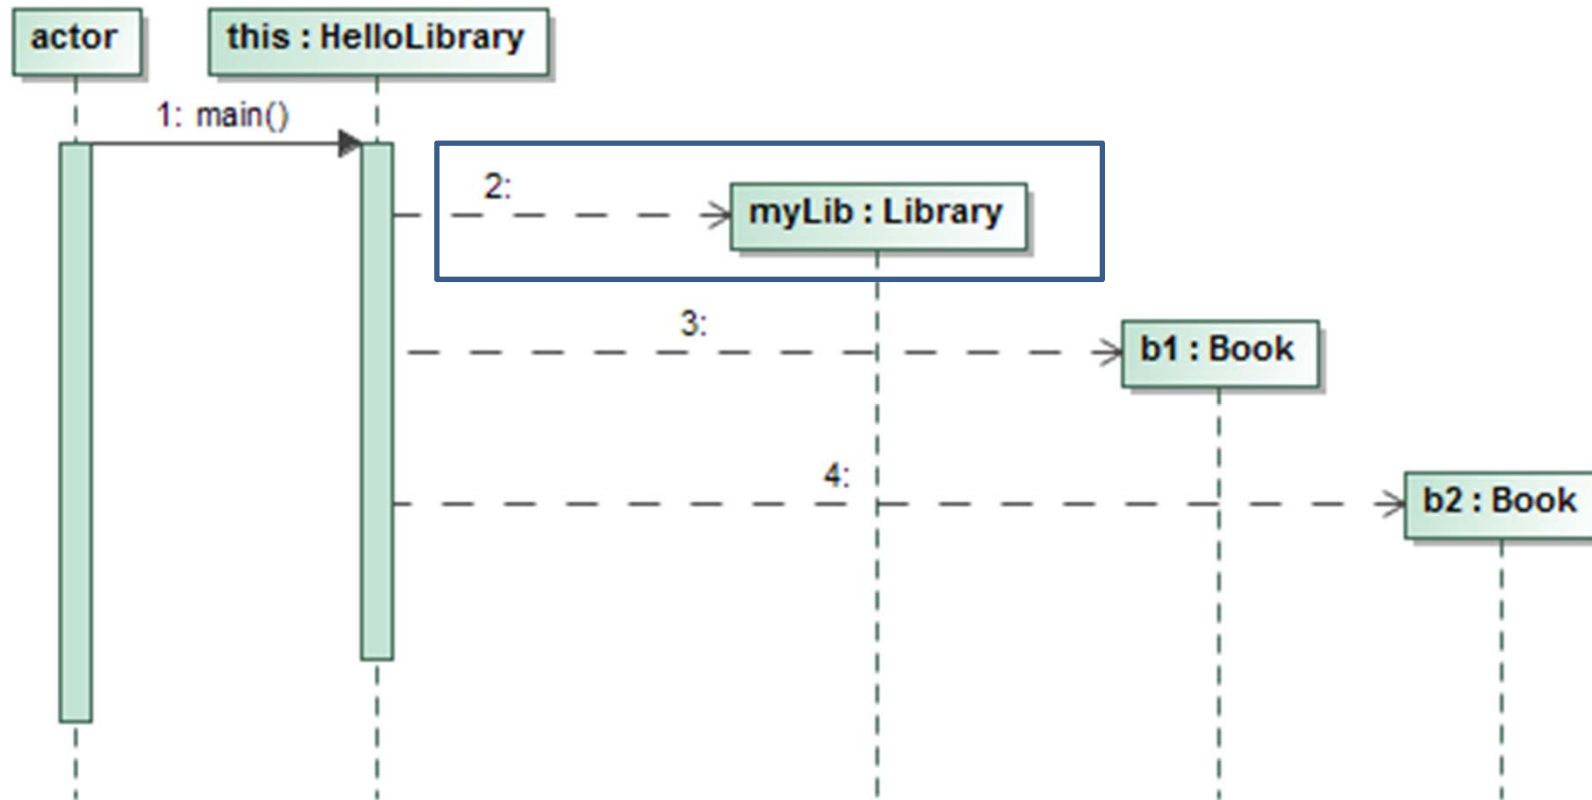 actor
this : HelloLibrary
1: main()
2:
myLib : Library
3:
b1 : Book
4:
b2 : Book